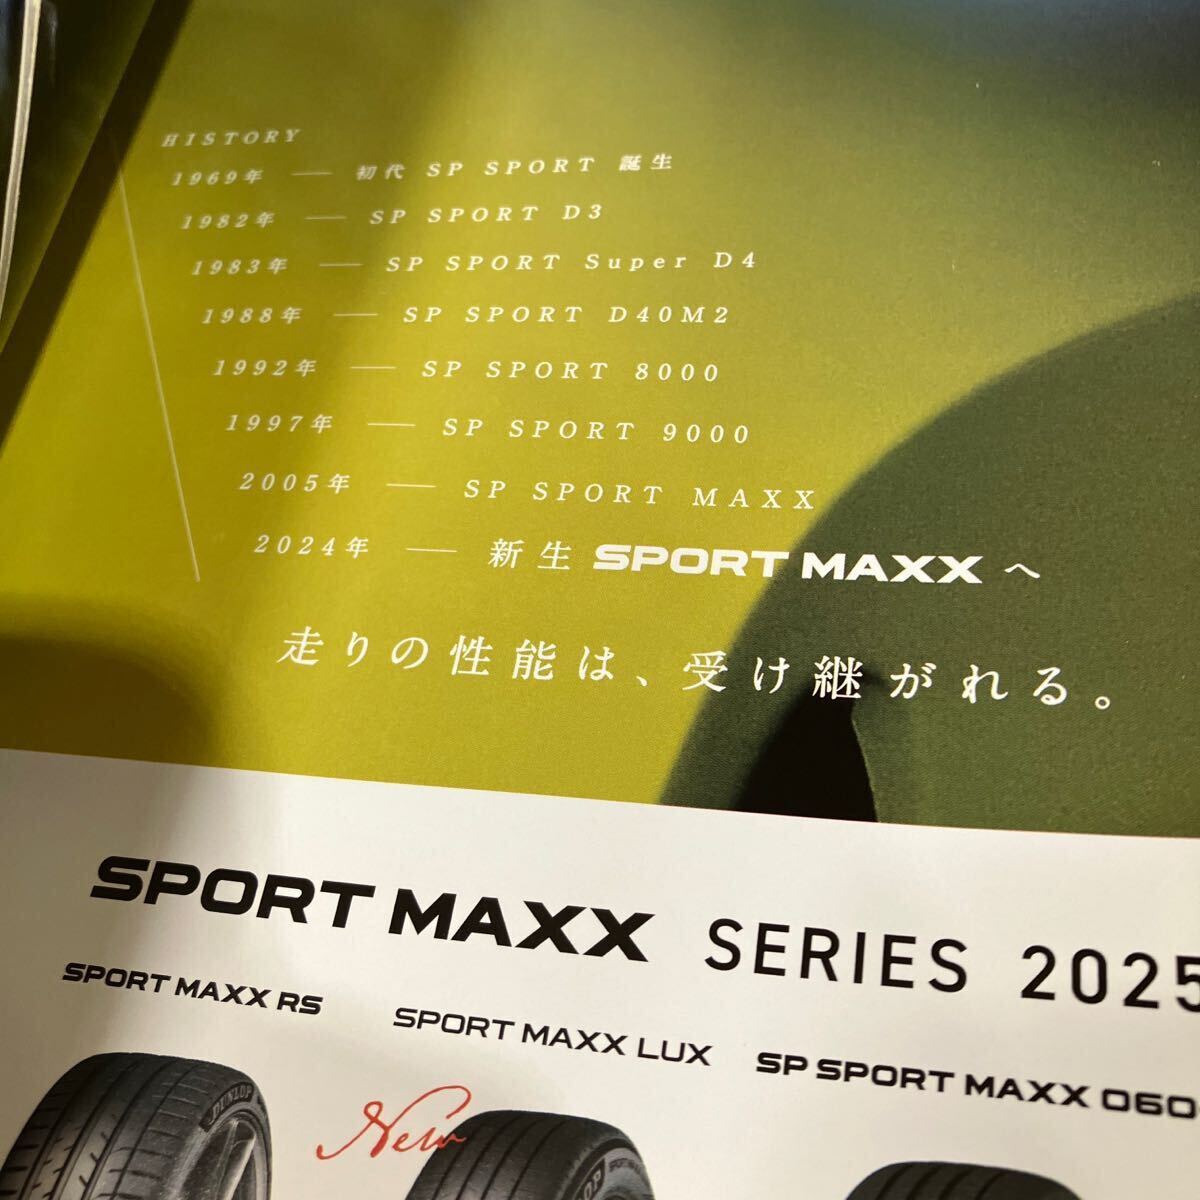 HISTORY
1969年 — 初代 SP SPORT 誕生
1982年 — SP SPORT D3
1983年 — SP SPORT Super D4
1988年 — SP SPORT D40M2
1992年 — SP SPORT 8000
1997年 — SP SPORT 9000
2005年 — SP SPORT MAXX
2024年 — 新生 SPORT MAXX へ
走りの性能は、受け継がれる。
SPORT MAXX SERIES 2025
SPORT MAXX RS
SPORT MAXX LUX
SP SPORT MAXX 060
New
DUNLOP
SPORT MAXX